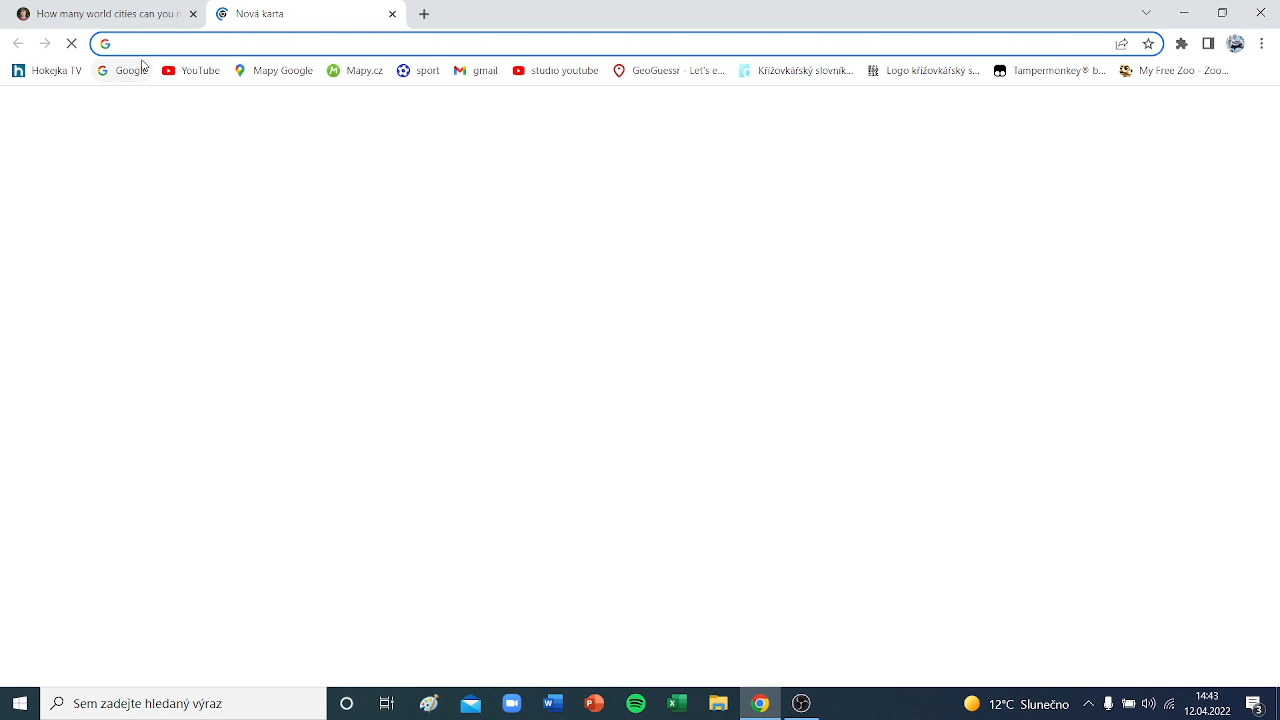 How many world cities can you n
Nová karta
Hokejka TV
Google
YouTube
Mapy Google
Mapy.cz
sport
gmail
studio youtube
GeoGuessr - Let's e...
Křížovkářský slovník...
Logo křížovkářský s...
Tampermonkey® b...
My Free Zoo - Zoo...
Sem zadejte hledaný výraz
12°C Slunečno
14:43
12.04.2022